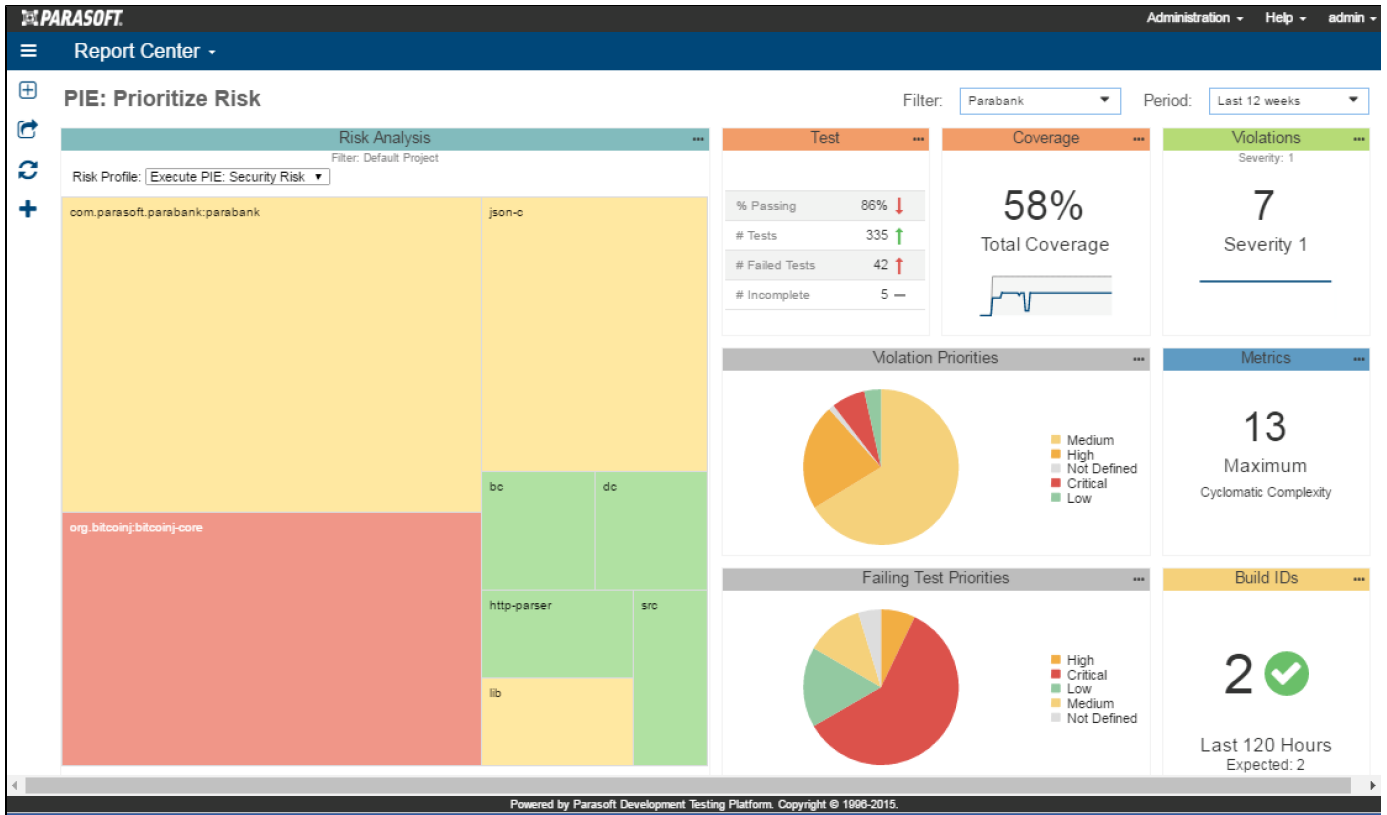 PARASOFT.
Administration Help admin
Report Center
PIE: Prioritize Risk
Filter: Parabank Period: Last 12 weeks
Risk Analysis
Filter: Default Project
Risk Profile: Execute PIE: Security Risk
com.parasoft.parabank:parabank
json-c
org.bitcoinj:bitcoinj-core
bc
dc
http-parser
src
lib
Test
% Passing 86%
# Tests 335
# Failed Tests 42
# Incomplete 5
Coverage
58%
Total Coverage
Violations
Severity: 1
7
Severity 1
Violation Priorities
Medium
High
Not Defined
Critical
Low
Metrics
13
Maximum
Cyclomatic Complexity
Failing Test Priorities
High
Critical
Low
Medium
Not Defined
Build IDs
2
Last 120 Hours
Expected: 2
Powered by Parasoft Development Testing Platform. Copyright © 1996-2015.